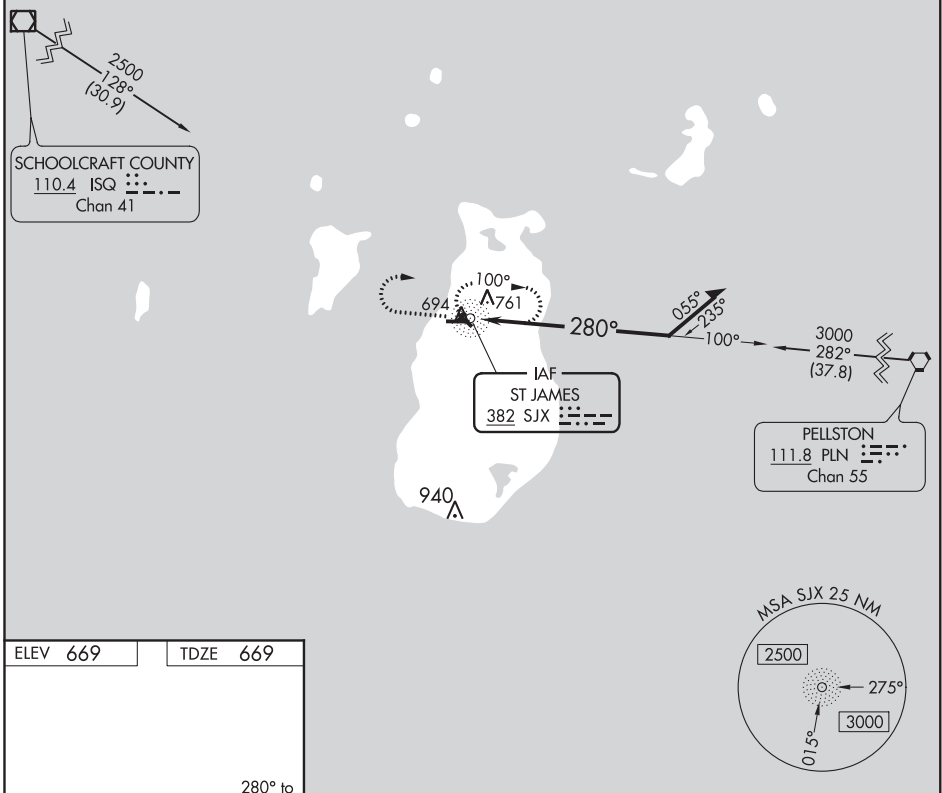 2500
128°
(30.9)
SCHOOLCRAFT COUNTY
110.4 ISQ
Chan 41
694
100°
761
280°
055°
235°
100°
3000
282°
(37.8)
IAF
ST JAMES
382 SJX
PELLSTON
111.8 PLN
Chan 55
940
MSA SJX 25 NM
2500
275°
3000
015°
ELEV 669
TDZE 669
280° to